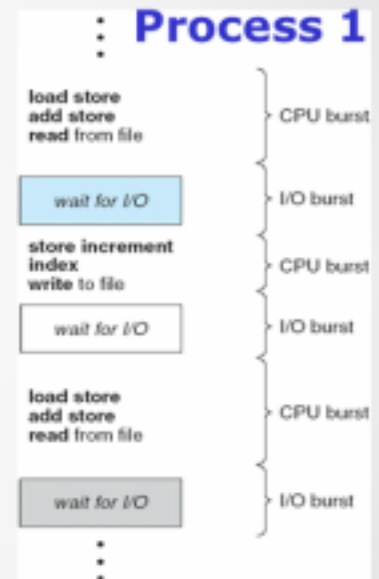 Process 1
load store
add store
read from file
CPU burst
wait for I/O
I/O burst
store increment
index
write to file
CPU burst
wait for I/O
I/O burst
load store
add store
read from file
CPU burst
wait for I/O
I/O burst